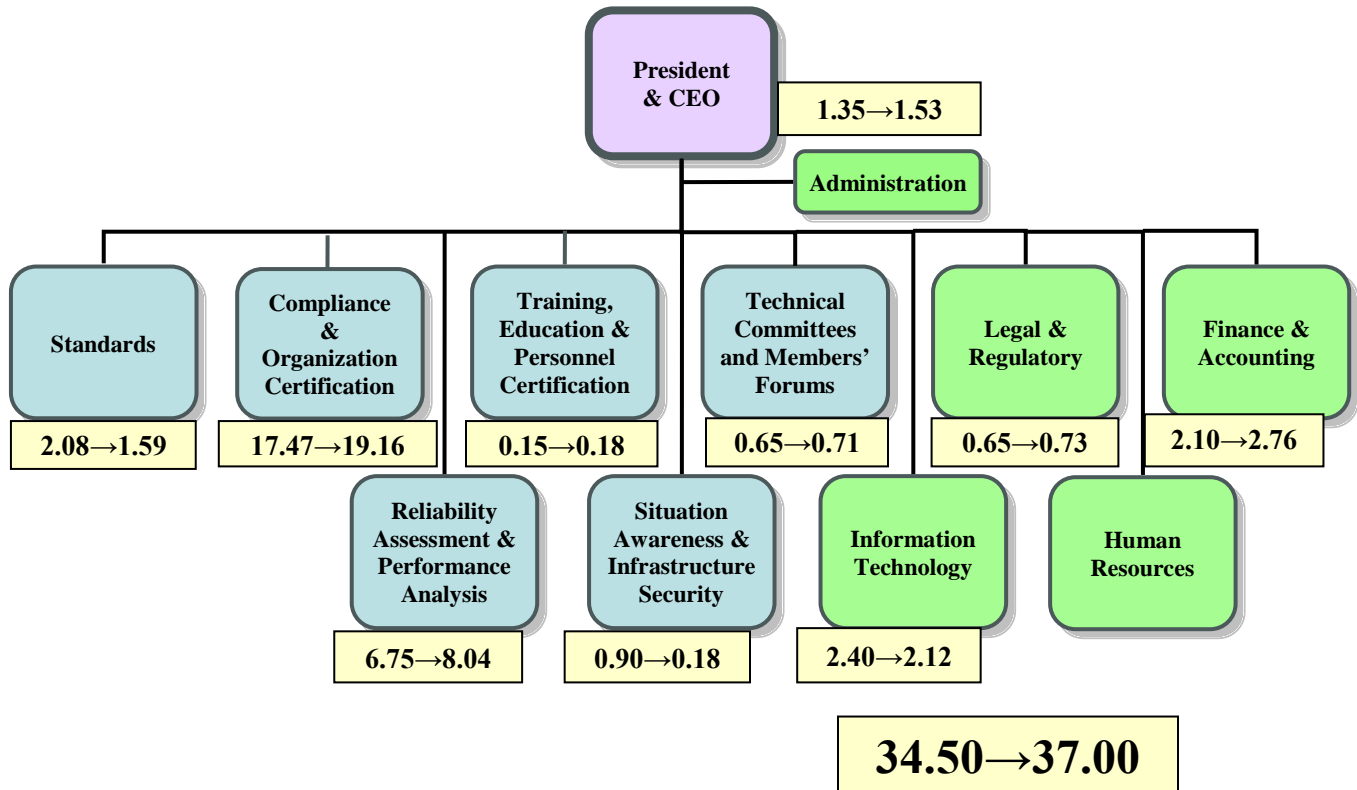 President
& CEO
1.35→1.53
Administration
Standards
2.08→1.59
Compliance
&
Organization
Certification
17.47→19.16
Training,
Education &
Personnel
Certification
0.15→0.18
Technical
Committees
and Members’
Forums
0.65→0.71
Legal &
Regulatory
0.65→0.73
Finance &
Accounting
2.10→2.76
Reliability
Assessment &
Performance
Analysis
6.75→8.04
Situation
Awareness &
Infrastructure
Security
0.90→0.18
Information
Technology
2.40→2.12
Human
Resources
34.50→37.00